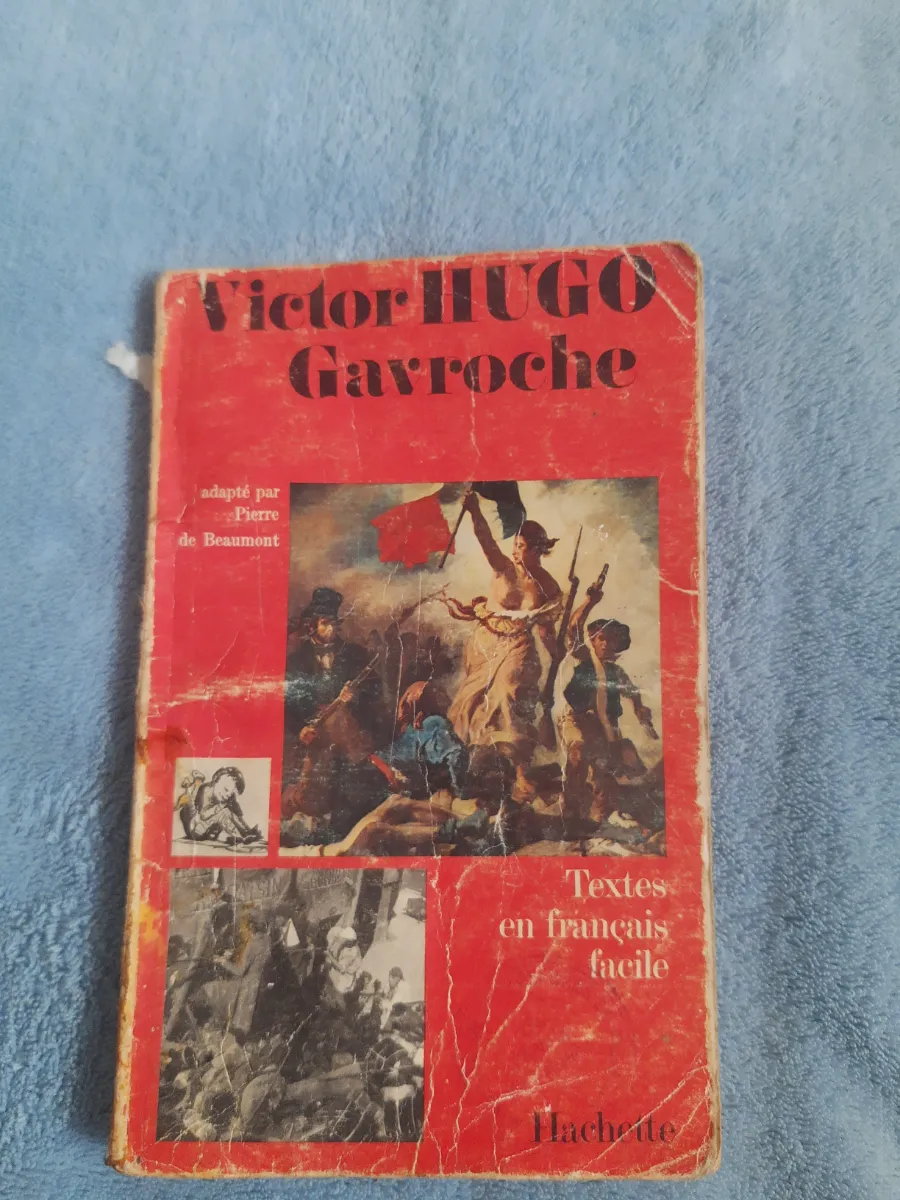 Victor HUGO
Gavroche
adapté par
Pierre
de Beaumont
Textes
en français
facile
Hachette